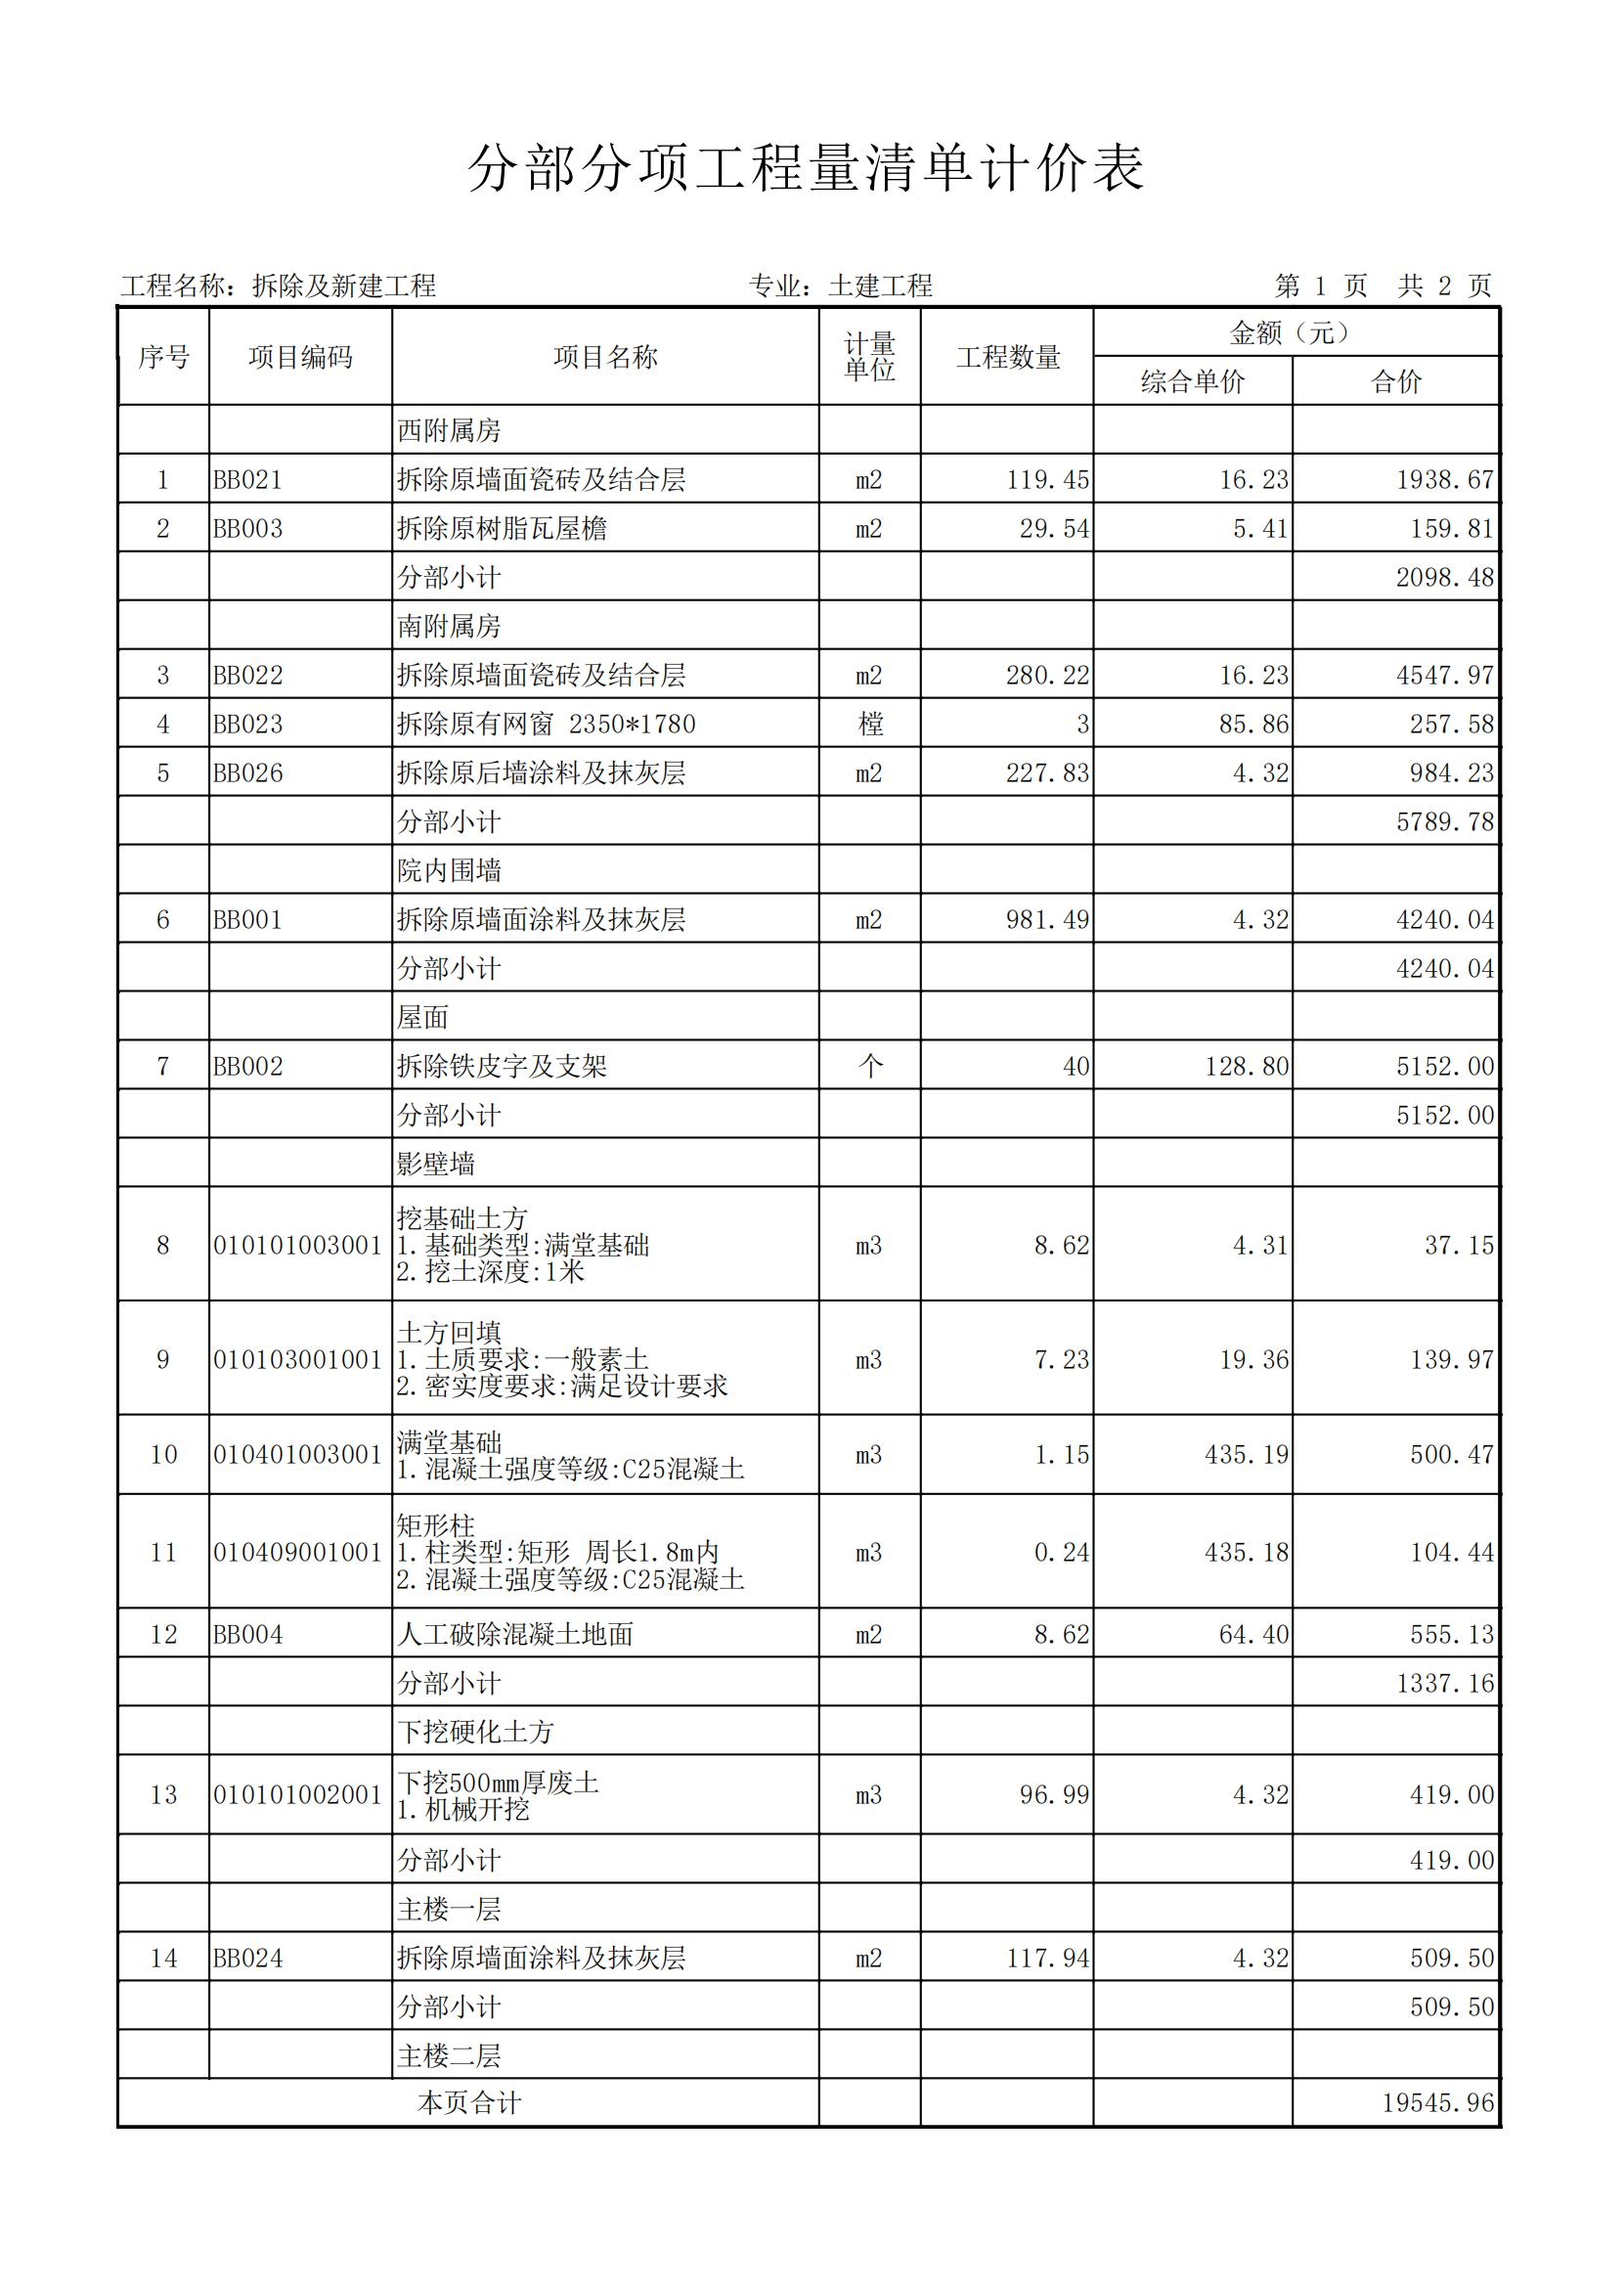 分部分项工程量清单计价表
工程名称：拆除及新建工程 专业：土建工程 第 1 页 共 2 页
序号 项目编码 项目名称 计量单位 工程数量 金额（元）
综合单价 合价
西附属房
1 BB021 拆除原墙面瓷砖及结合层 m2 119.45 16.23 1938.67
2 BB003 拆除原树脂瓦屋檐 m2 29.54 5.41 159.81
分部小计 2098.48
南附属房
3 BB022 拆除原墙面瓷砖及结合层 m2 280.22 16.23 4547.97
4 BB023 拆除原有网窗 2350*1780 樘 3 85.86 257.58
5 BB026 拆除原后墙涂料及抹灰层 m2 227.83 4.32 984.23
分部小计 5789.78
院内围墙
6 BB001 拆除原墙面涂料及抹灰层 m2 981.49 4.32 4240.04
分部小计 4240.04
屋面
7 BB002 拆除铁皮字及支架 个 40 128.80 5152.00
分部小计 5152.00
影壁墙
挖基础土方
8 010101003001 1.基础类型:满堂基础 m3 8.62 4.31 37.15
2.挖土深度:1米
土方回填
9 010103001001 1.土质要求:一般素土 m3 7.23 19.36 139.97
2.密实度要求:满足设计要求
10 010401003001 满堂基础 m3 1.15 435.19 500.47
1.混凝土强度等级:C25混凝土
矩形柱
11 010409001001 1.柱类型:矩形 周长1.8m内 m3 0.24 435.18 104.44
2.混凝土强度等级:C25混凝土
12 BB004 人工破除混凝土地面 m2 8.62 64.40 555.13
分部小计 1337.16
下挖硬化土方
13 010101002001 下挖500mm厚废土 m3 96.99 4.32 419.00
1.机械开挖
分部小计 419.00
主楼一层
14 BB024 拆除原墙面涂料及抹灰层 m2 117.94 4.32 509.50
分部小计 509.50
主楼二层
本页合计 19545.96